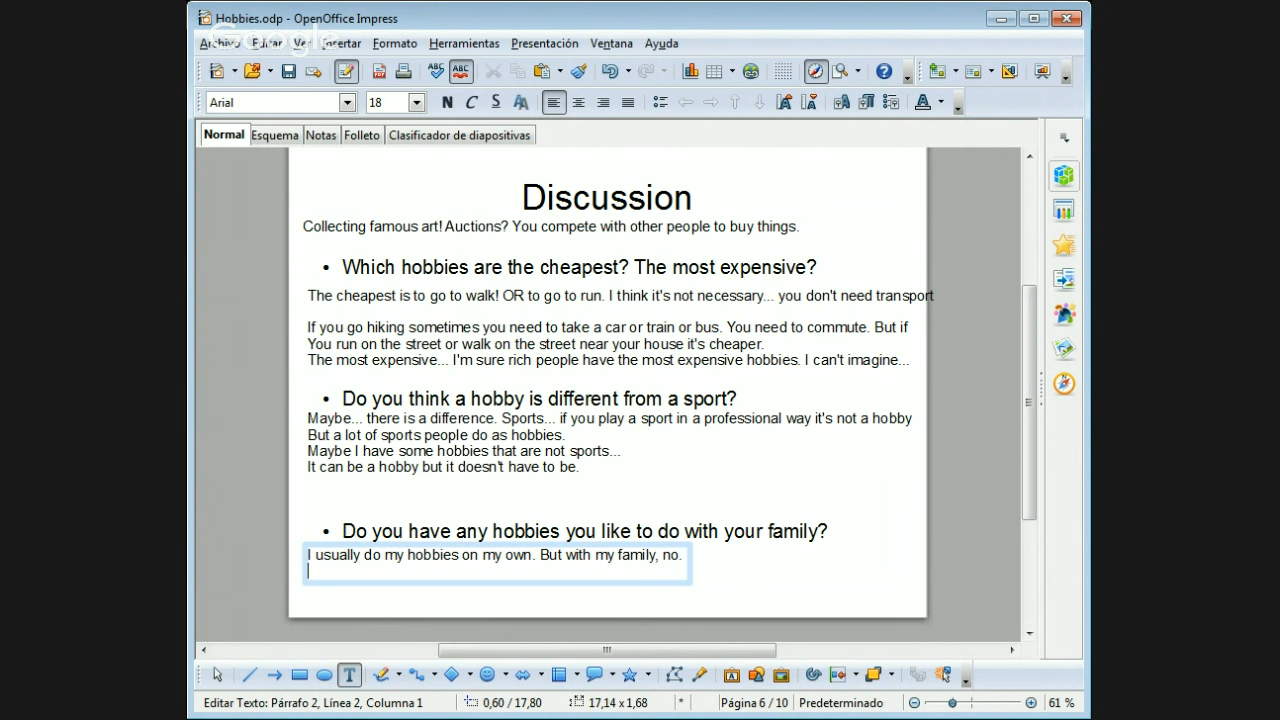 Hobbies.odp - OpenOffice Impress
Google
Archivo Editar Ver Insertar Formato Herramientas Presentación Ventana Ayuda
Arial 18 N C S
Normal Esquema Notas Folleto Clasificador de diapositivas
Discussion
Collecting famous art! Auctions? You compete with other people to buy things.
• Which hobbies are the cheapest? The most expensive?
The cheapest is to go to walk! OR to go to run. I think it's not necessary... you don't need transport
If you go hiking sometimes you need to take a car or train or bus. You need to commute. But if
You run on the street or walk on the street near your house it's cheaper.
The most expensive... I'm sure rich people have the most expensive hobbies. I can't imagine...
• Do you think a hobby is different from a sport?
Maybe... there is a difference. Sports... if you play a sport in a professional way it's not a hobby
But a lot of sports people do as hobbies.
Maybe I have some hobbies that are not sports...
It can be a hobby but it doesn't have to be.
• Do you have any hobbies you like to do with your family?
I usually do my hobbies on my own. But with my family, no.
Editar Texto: Párrafo 2, Línea 2, Columna 1 0,60 / 17,80 17,14 x 1,68 * Página 6 / 10 Predeterminado 61 %